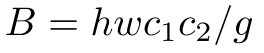 B = hwc₁c₂/g